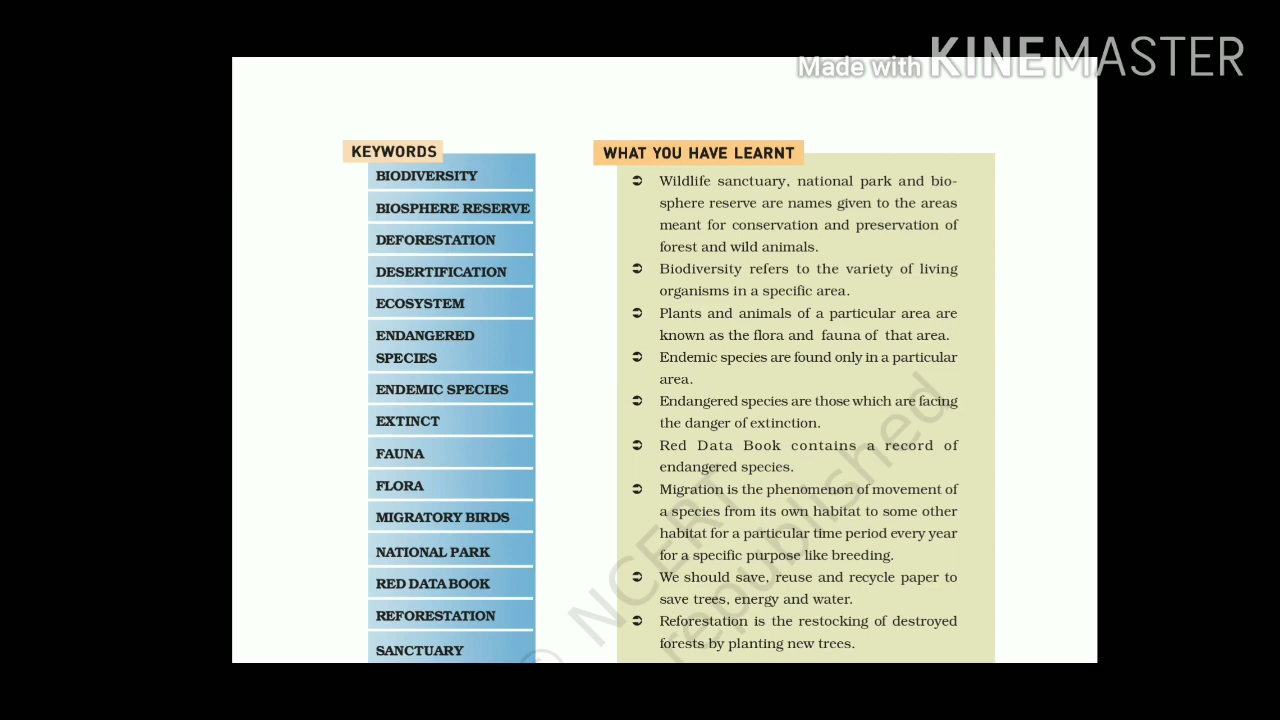 Made with KINEMASTER
KEYWORDS
BIODIVERSITY
BIOSPHERE RESERVE
DEFORESTATION
DESERTIFICATION
ECOSYSTEM
ENDANGERED
SPECIES
ENDEMIC SPECIES
EXTINCT
FAUNA
FLORA
MIGRATORY BIRDS
NATIONAL PARK
RED DATA BOOK
REFORESTATION
SANCTUARY
WHAT YOU HAVE LEARNT
➲ Wildlife sanctuary, national park and bio-
sphere reserve are names given to the areas
meant for conservation and preservation of
forest and wild animals.
➲ Biodiversity refers to the variety of living
organisms in a specific area.
➲ Plants and animals of a particular area are
known as the flora and fauna of that area.
➲ Endemic species are found only in a particular
area.
➲ Endangered species are those which are facing
the danger of extinction.
➲ Red Data Book contains a record of
endangered species.
➲ Migration is the phenomenon of movement of
a species from its own habitat to some other
habitat for a particular time period every year
for a specific purpose like breeding.
➲ We should save, reuse and recycle paper to
save trees, energy and water.
➲ Reforestation is the restocking of destroyed
forests by planting new trees.
© NCERT
republished